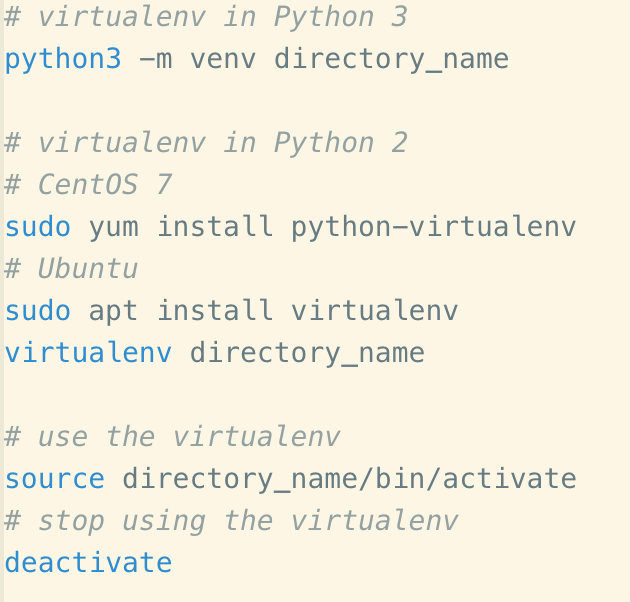 # virtualenv in Python 3
python3 -m venv directory_name
# virtualenv in Python 2
# CentOS 7
sudo yum install python-virtualenv
# Ubuntu
sudo apt install virtualenv
virtualenv directory_name
# use the virtualenv
source directory_name/bin/activate
# stop using the virtualenv
deactivate